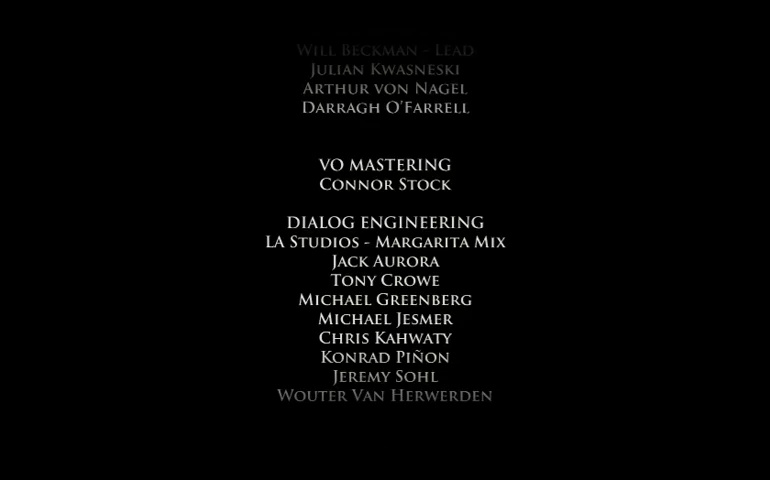 Will Beckman - Lead
Julian Kwasneski
Arthur von Nagel
Darragh O'Farrell
VO MASTERING
Connor Stock
DIALOG ENGINEERING
LA Studios - Margarita Mix
Jack Aurora
Tony Crowe
Michael Greenberg
Michael Jesmer
Chris Kahwaty
Konrad Piñon
Jeremy Sohl
Wouter Van Herwerden